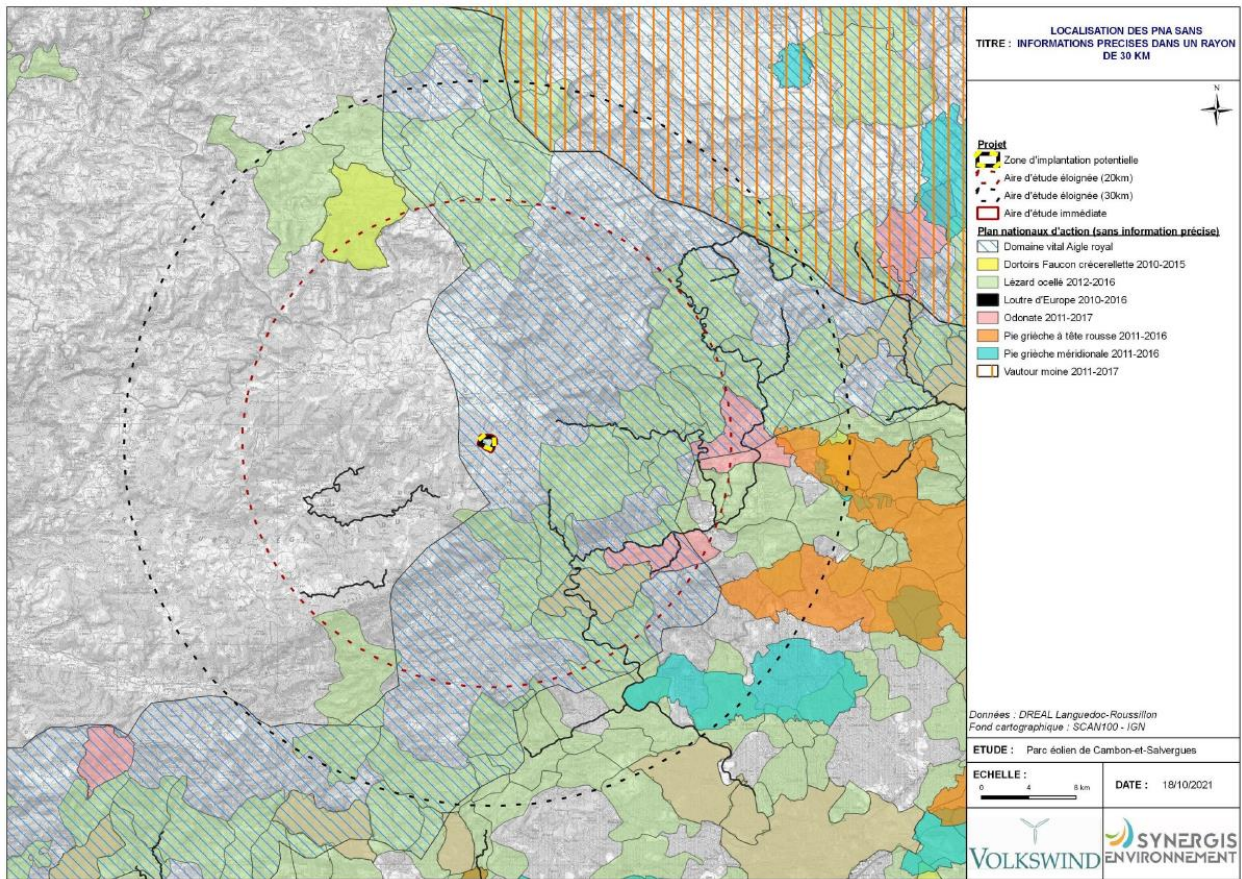 LOCALISATION DES PNA SANS
TITRE : INFORMATIONS PRECISES DANS UN RAYON
DE 30 KM
N
Projet
Zone d'implantation potentielle
Aire d'étude éloignée (20km)
Aire d'étude éloignée (30km)
Aire d'étude immédiate
Plan nationaux d'action (sans information précise)
Domaine vital Aigle royal
Dortoirs Faucon crécerellette 2010-2015
Lézard ocellé 2012-2016
Loutre d'Europe 2010-2016
Odonate 2011-2017
Pie grièche à tête rousse 2011-2016
Pie grièche méridionale 2011-2016
Vautour moine 2011-2017
Données : DREAL Languedoc-Roussillon
Fond cartographique : SCAN100 - IGN
ETUDE : Parc éolien de Cambon-et-Salvergues
ECHELLE :
0 4 8 km
DATE : 18/10/2021
VOLKSWIND
SYNERGIS
ENVIRONNEMENT